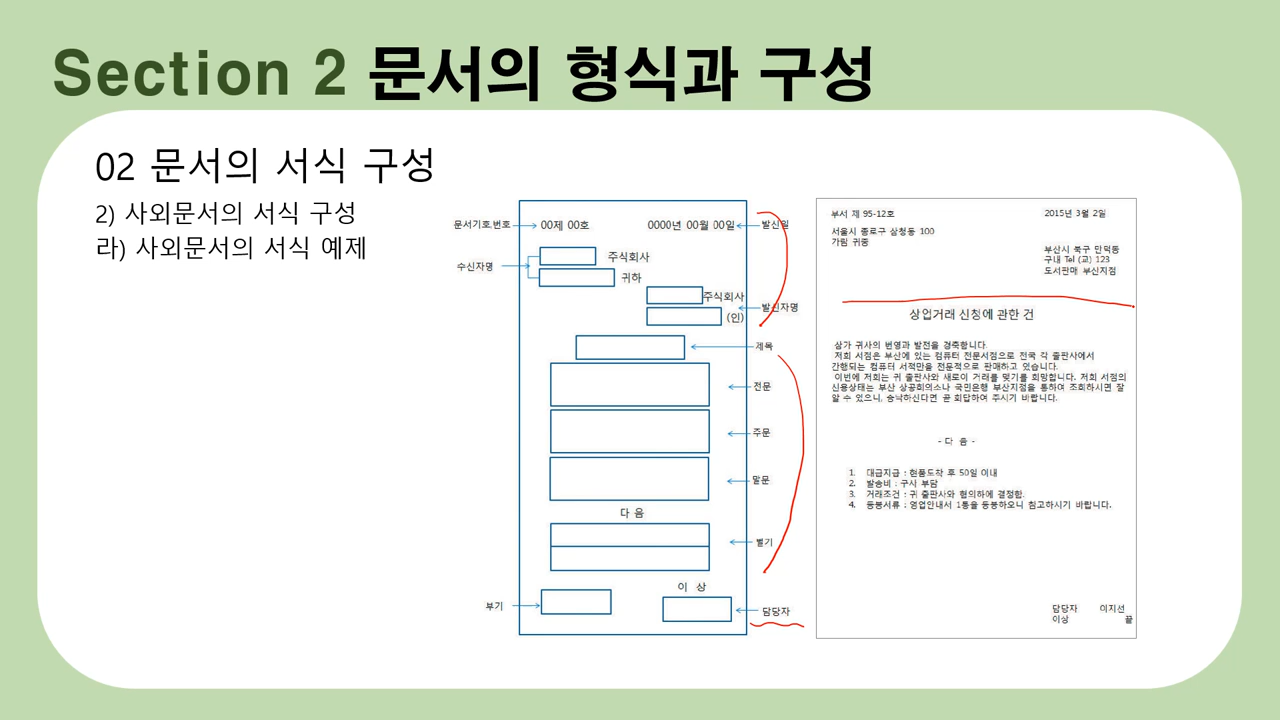 Section 2 문서의 형식과 구성
02 문서의 서식 구성
2) 사외문서의 서식 구성
라) 사외문서의 서식 예제
문서기호.번호
00제 00호
0000년 00월 00일
발신일
수신자명
주식회사
귀하
주식회사
(인)
발신자명
제목
전문
주문
말문
다 음
별기
이 상
부기
담당자
부서 제 95-12호
2015년 3월 2일
서울시 종로구 삼청동 100
가림 귀중
부산시 북구 만덕동
구내 Tel (교) 123
도서판매 부산지점
상업거래 신청에 관한 건
삼가 귀사의 번영과 발전을 경축합니다.
저희 서점은 부산에 있는 컴퓨터 전문서점으로 전국 각 출판사에서
간행되는 컴퓨터 서적만을 전문적으로 판매하고 있습니다.
이번에 저희는 귀 출판사와 새로이 거래를 맺기를 희망합니다. 저희 서점의
신용상태는 부산 상공회의소나 국민은행 부산지점을 통하여 조회하시면 잘
알 수 있으니, 승낙하신다면 곧 회답하여 주시기 바랍니다.
- 다 음 -
1. 대급지급 : 현품도착 후 50일 이내
2. 발송비 : 구사 부담
3. 거래조건 : 귀 출판사와 협의하에 결정함.
4. 동봉서류 : 영업안내서 1통을 동봉하오니 참고하시기 바랍니다.
담당자 이지선
이상 끝